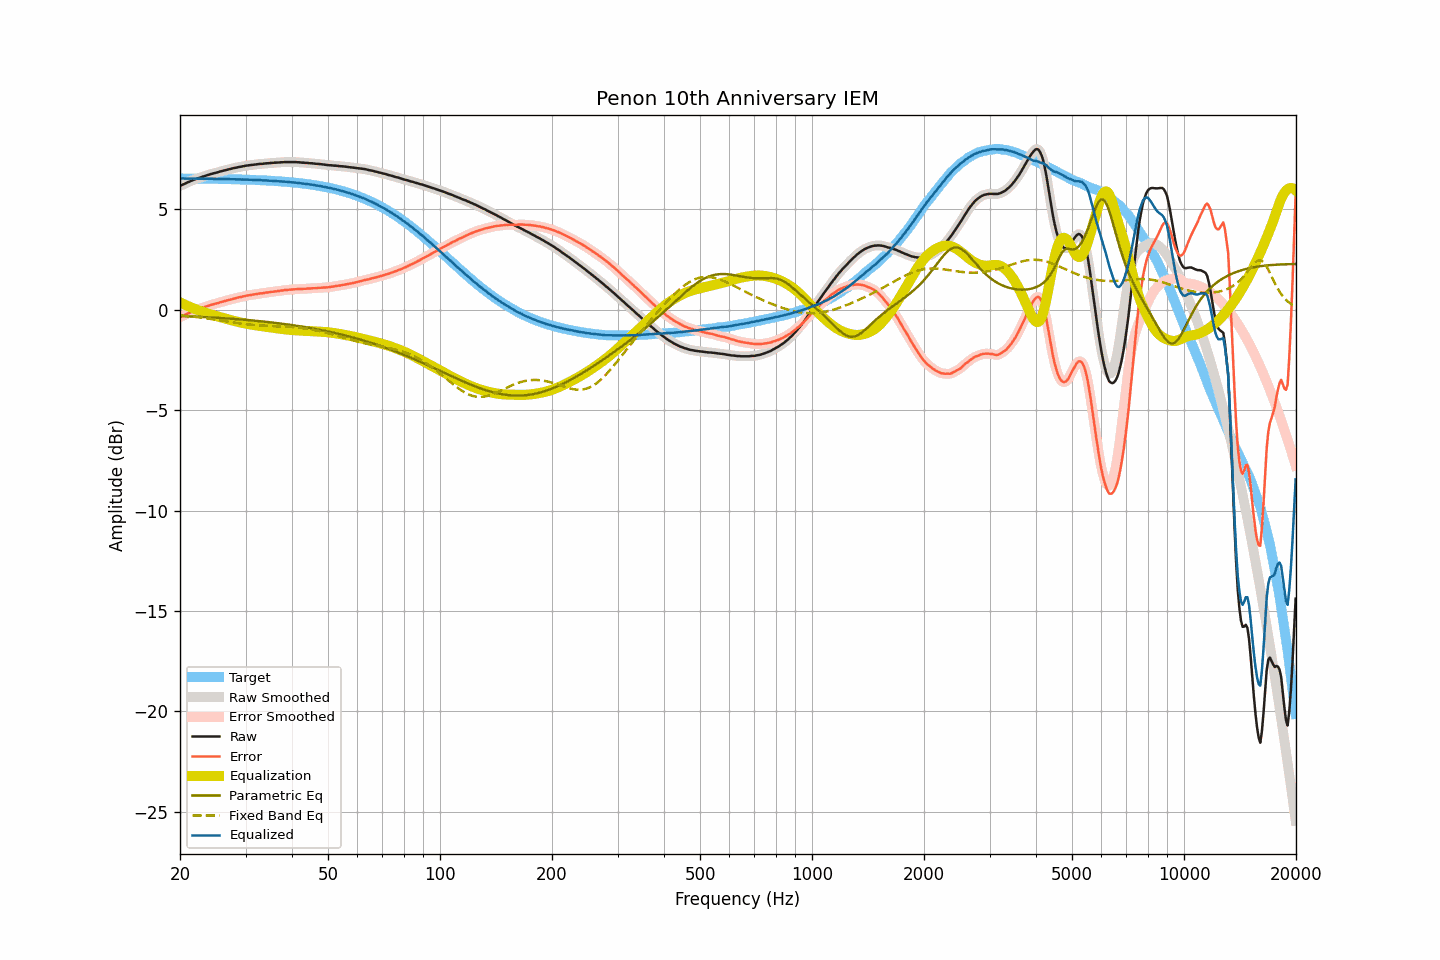 Penon 10th Anniversary IEM
Amplitude (dBr)
5
0
−5
−10
−15
−20
−25
Target
Raw Smoothed
Error Smoothed
Raw
Error
Equalization
Parametric Eq
Fixed Band Eq
Equalized
20 50 100 200 500 1000 2000 5000 10000 20000
Frequency (Hz)